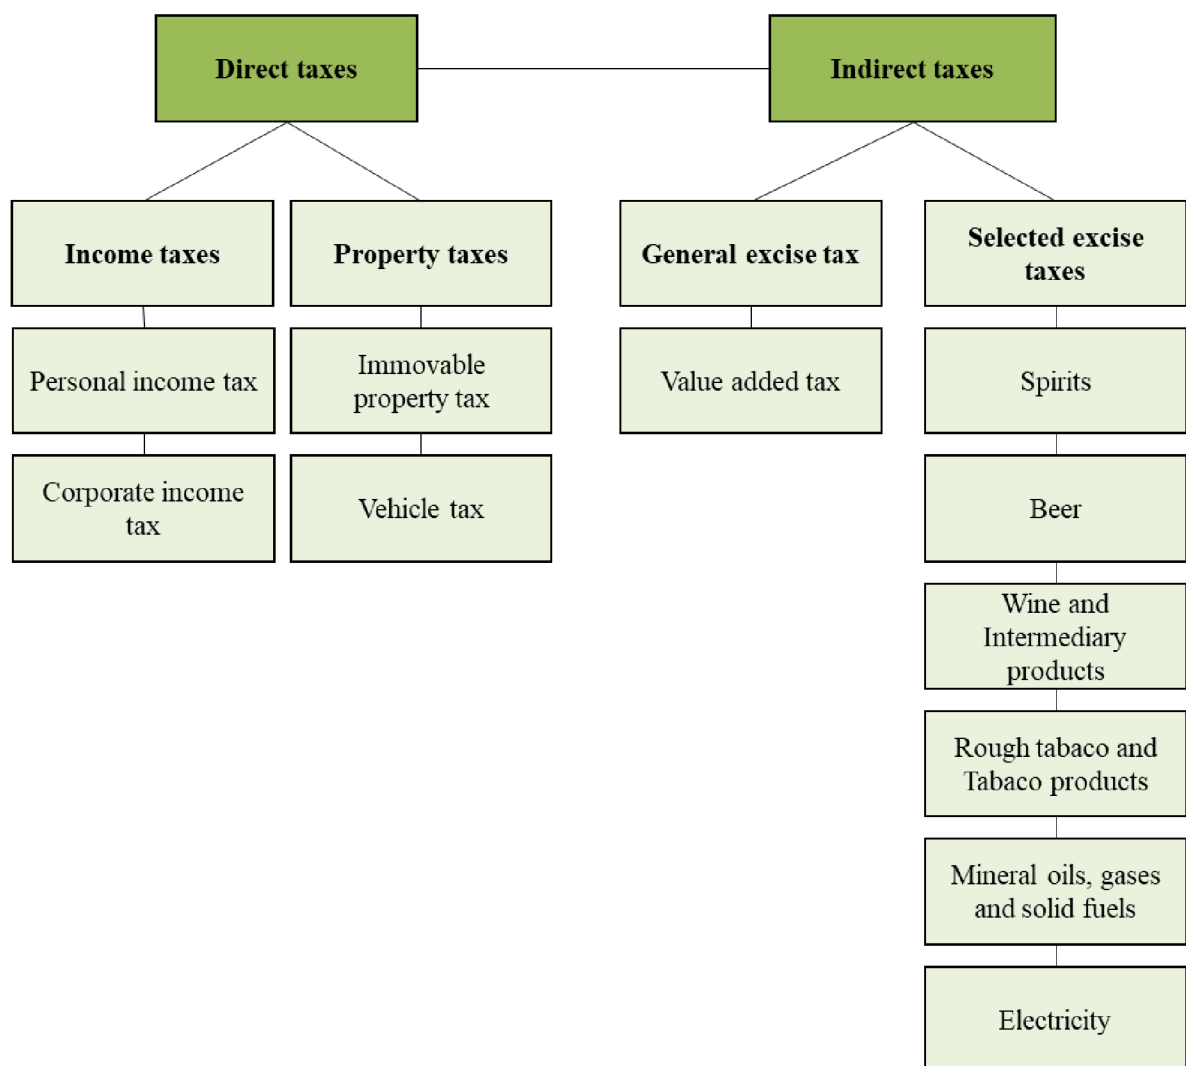 Direct taxes
Indirect taxes
Income taxes
Property taxes
General excise tax
Selected excise
taxes
Personal income tax
Immovable
property tax
Value added tax
Spirits
Corporate income
tax
Vehicle tax
Beer
Wine and
Intermediary
products
Rough tabaco and
Tabaco products
Mineral oils, gases
and solid fuels
Electricity